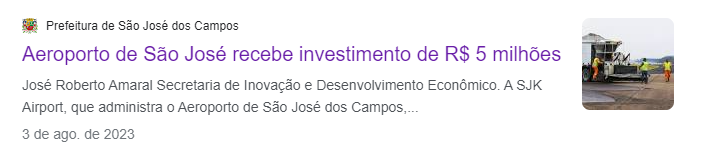 Prefeitura de São José dos Campos
Aeroporto de São José recebe investimento de R$ 5 milhões
José Roberto Amaral Secretaria de Inovação e Desenvolvimento Econômico. A SJK
Airport, que administra o Aeroporto de São José dos Campos,...
3 de ago. de 2023